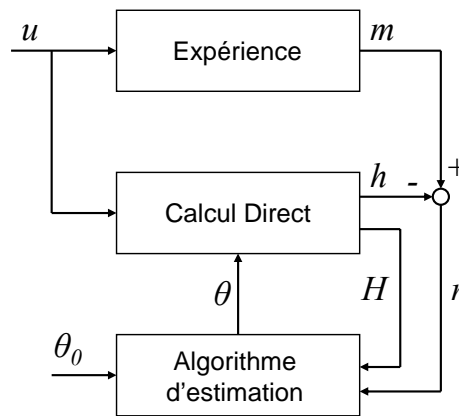 u
Expérience
m
+
h
-
Calcul Direct
θ
H
r
θ₀
Algorithme
d'estimation